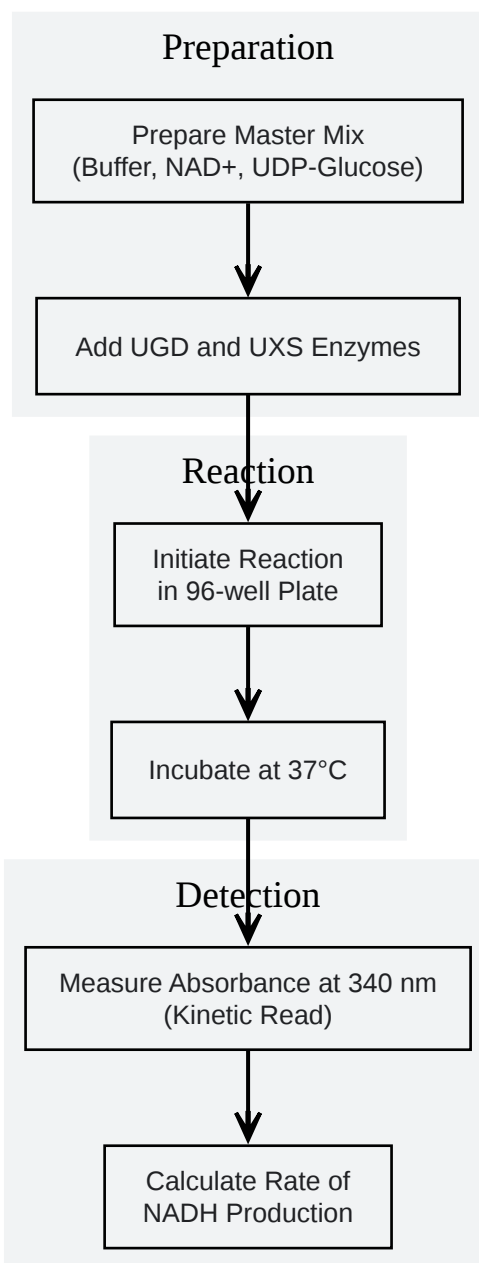 Preparation
Prepare Master Mix
(Buffer, NAD+, UDP-Glucose)
Add UGD and UXS Enzymes
Reaction
Initiate Reaction
in 96-well Plate
Incubate at 37°C
Detection
Measure Absorbance at 340 nm
(Kinetic Read)
Calculate Rate of
NADH Production